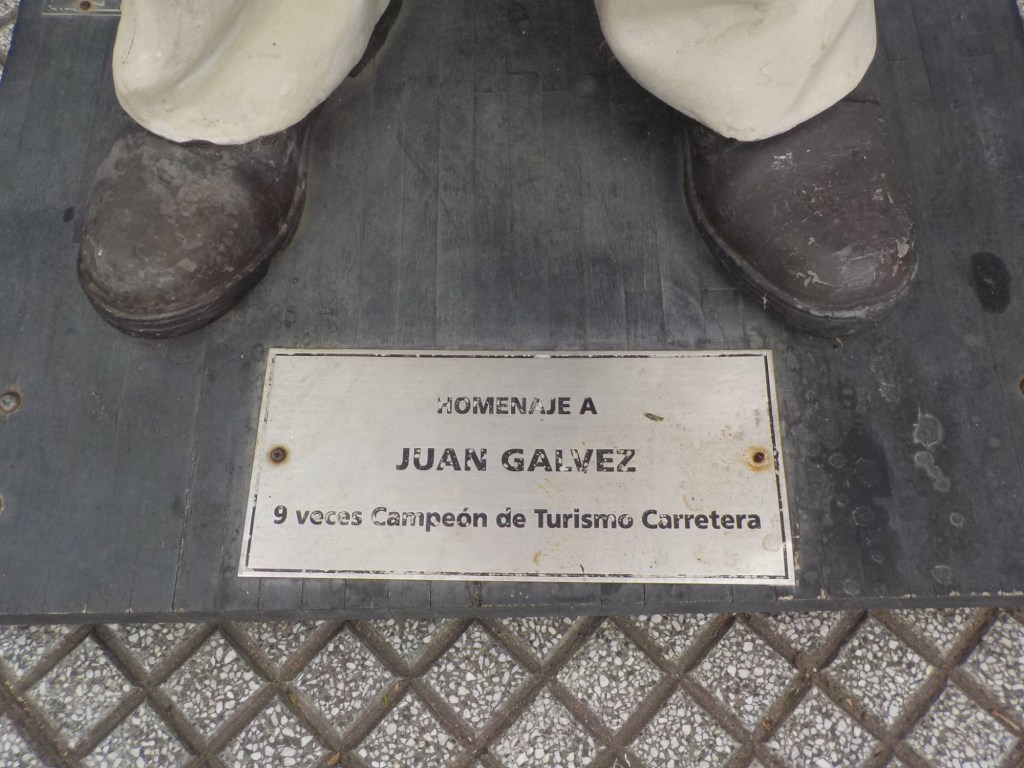 HOMENAJE A
JUAN GALVEZ
9 veces Campeón de Turismo Carretera